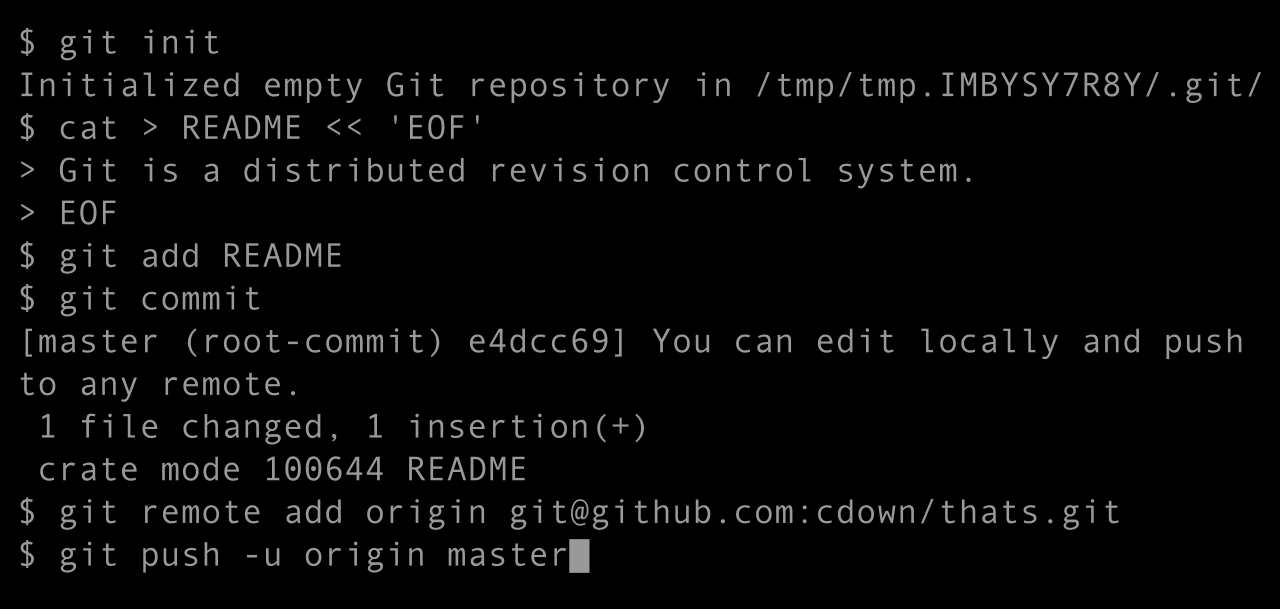 $ git init
Initialized empty Git repository in /tmp/tmp.IMBYSY7R8Y/.git/
$ cat > README << 'EOF'
> Git is a distributed revision control system.
> EOF
$ git add README
$ git commit
[master (root-commit) e4dcc69] You can edit locally and push
to any remote.
 1 file changed, 1 insertion(+)
 crate mode 100644 README
$ git remote add origin git@github.com:cdown/thats.git
$ git push -u origin master